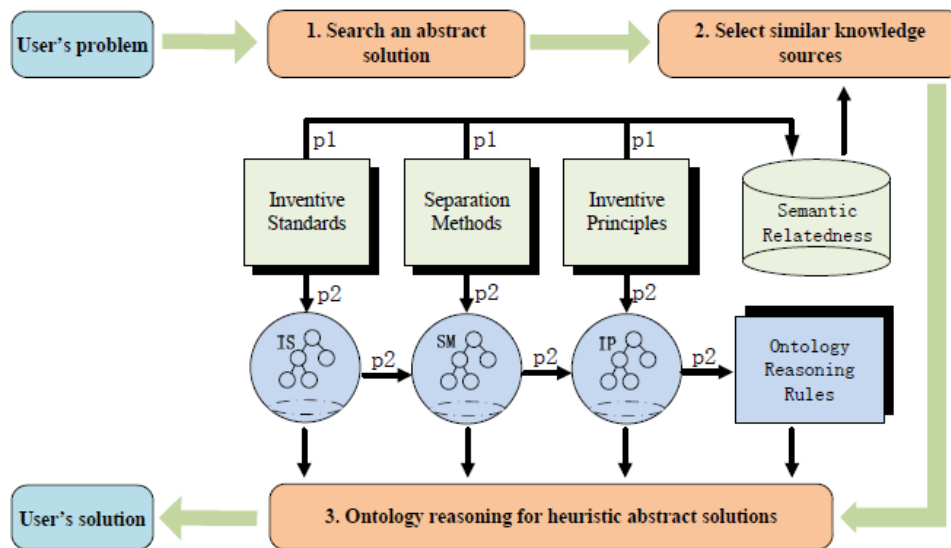 User's problem
1. Search an abstract
solution
2. Select similar knowledge
sources
p1
p1
p1
Inventive
Standards
Separation
Methods
Inventive
Principles
Semantic
Relatedness
p2
p2
p2
IS
p2
SM
p2
IP
p2
Ontology
Reasoning
Rules
User's solution
3. Ontology reasoning for heuristic abstract solutions